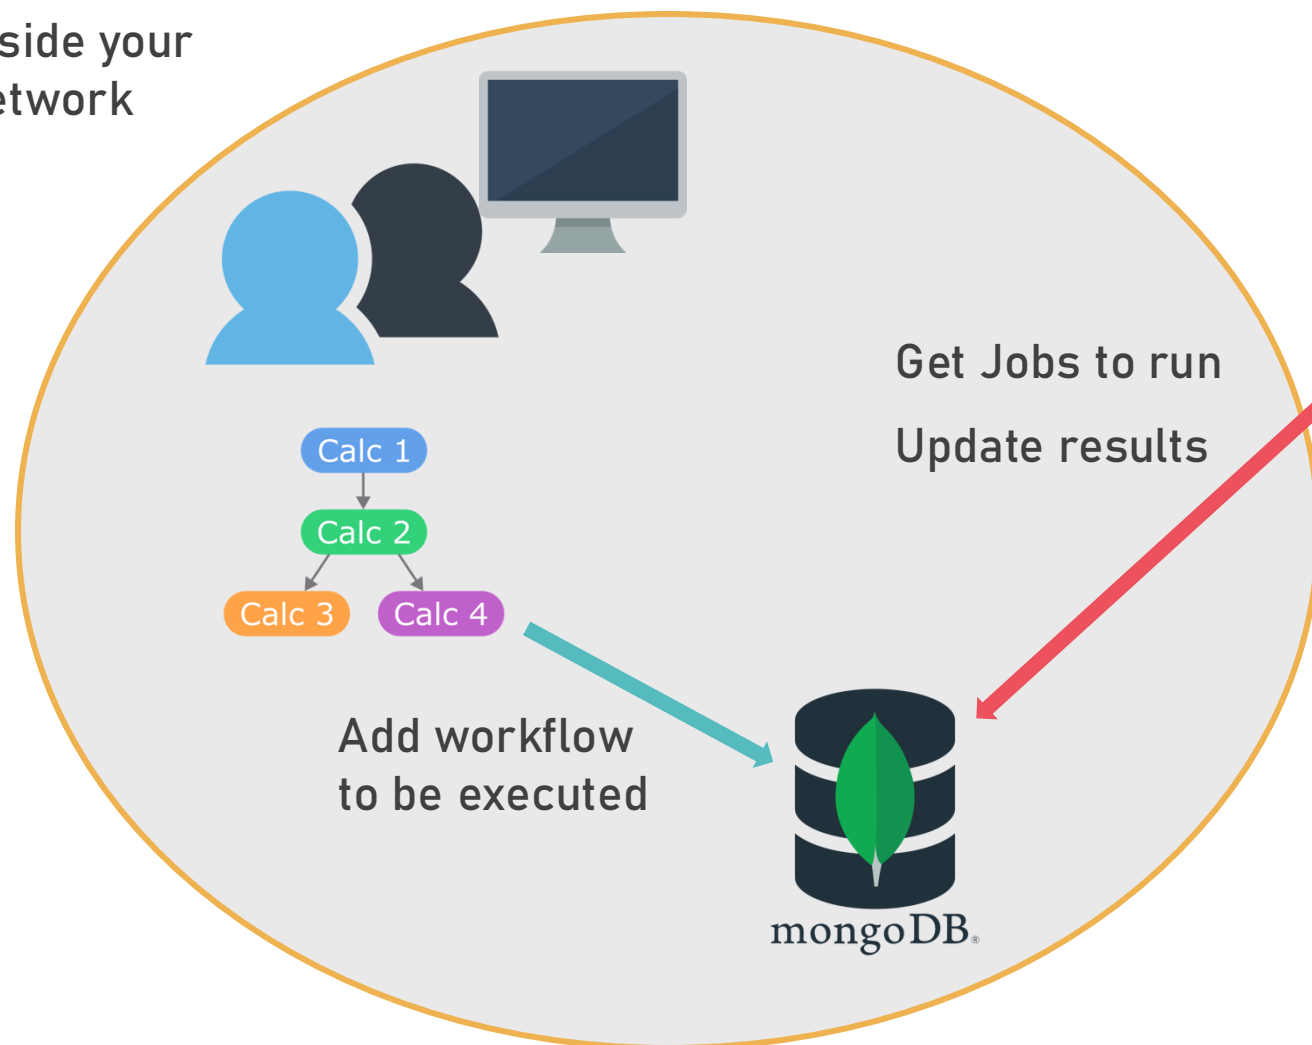 side your
etwork
Get Jobs to run
Update results
Calc 1
Calc 2
Calc 3
Calc 4
Add workflow
to be executed
mongoDB®